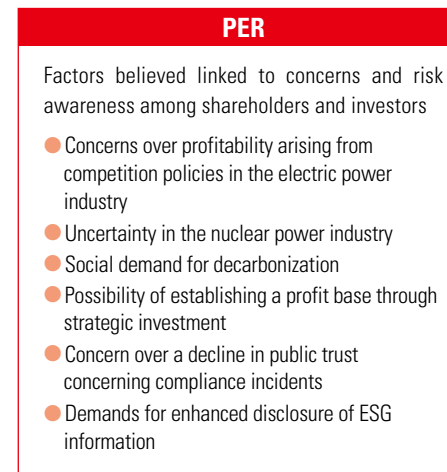 PER
Factors believed linked to concerns and risk
awareness among shareholders and investors
● Concerns over profitability arising from
competition policies in the electric power
industry
● Uncertainty in the nuclear power industry
● Social demand for decarbonization
● Possibility of establishing a profit base through
strategic investment
● Concern over a decline in public trust
concerning compliance incidents
● Demands for enhanced disclosure of ESG
information